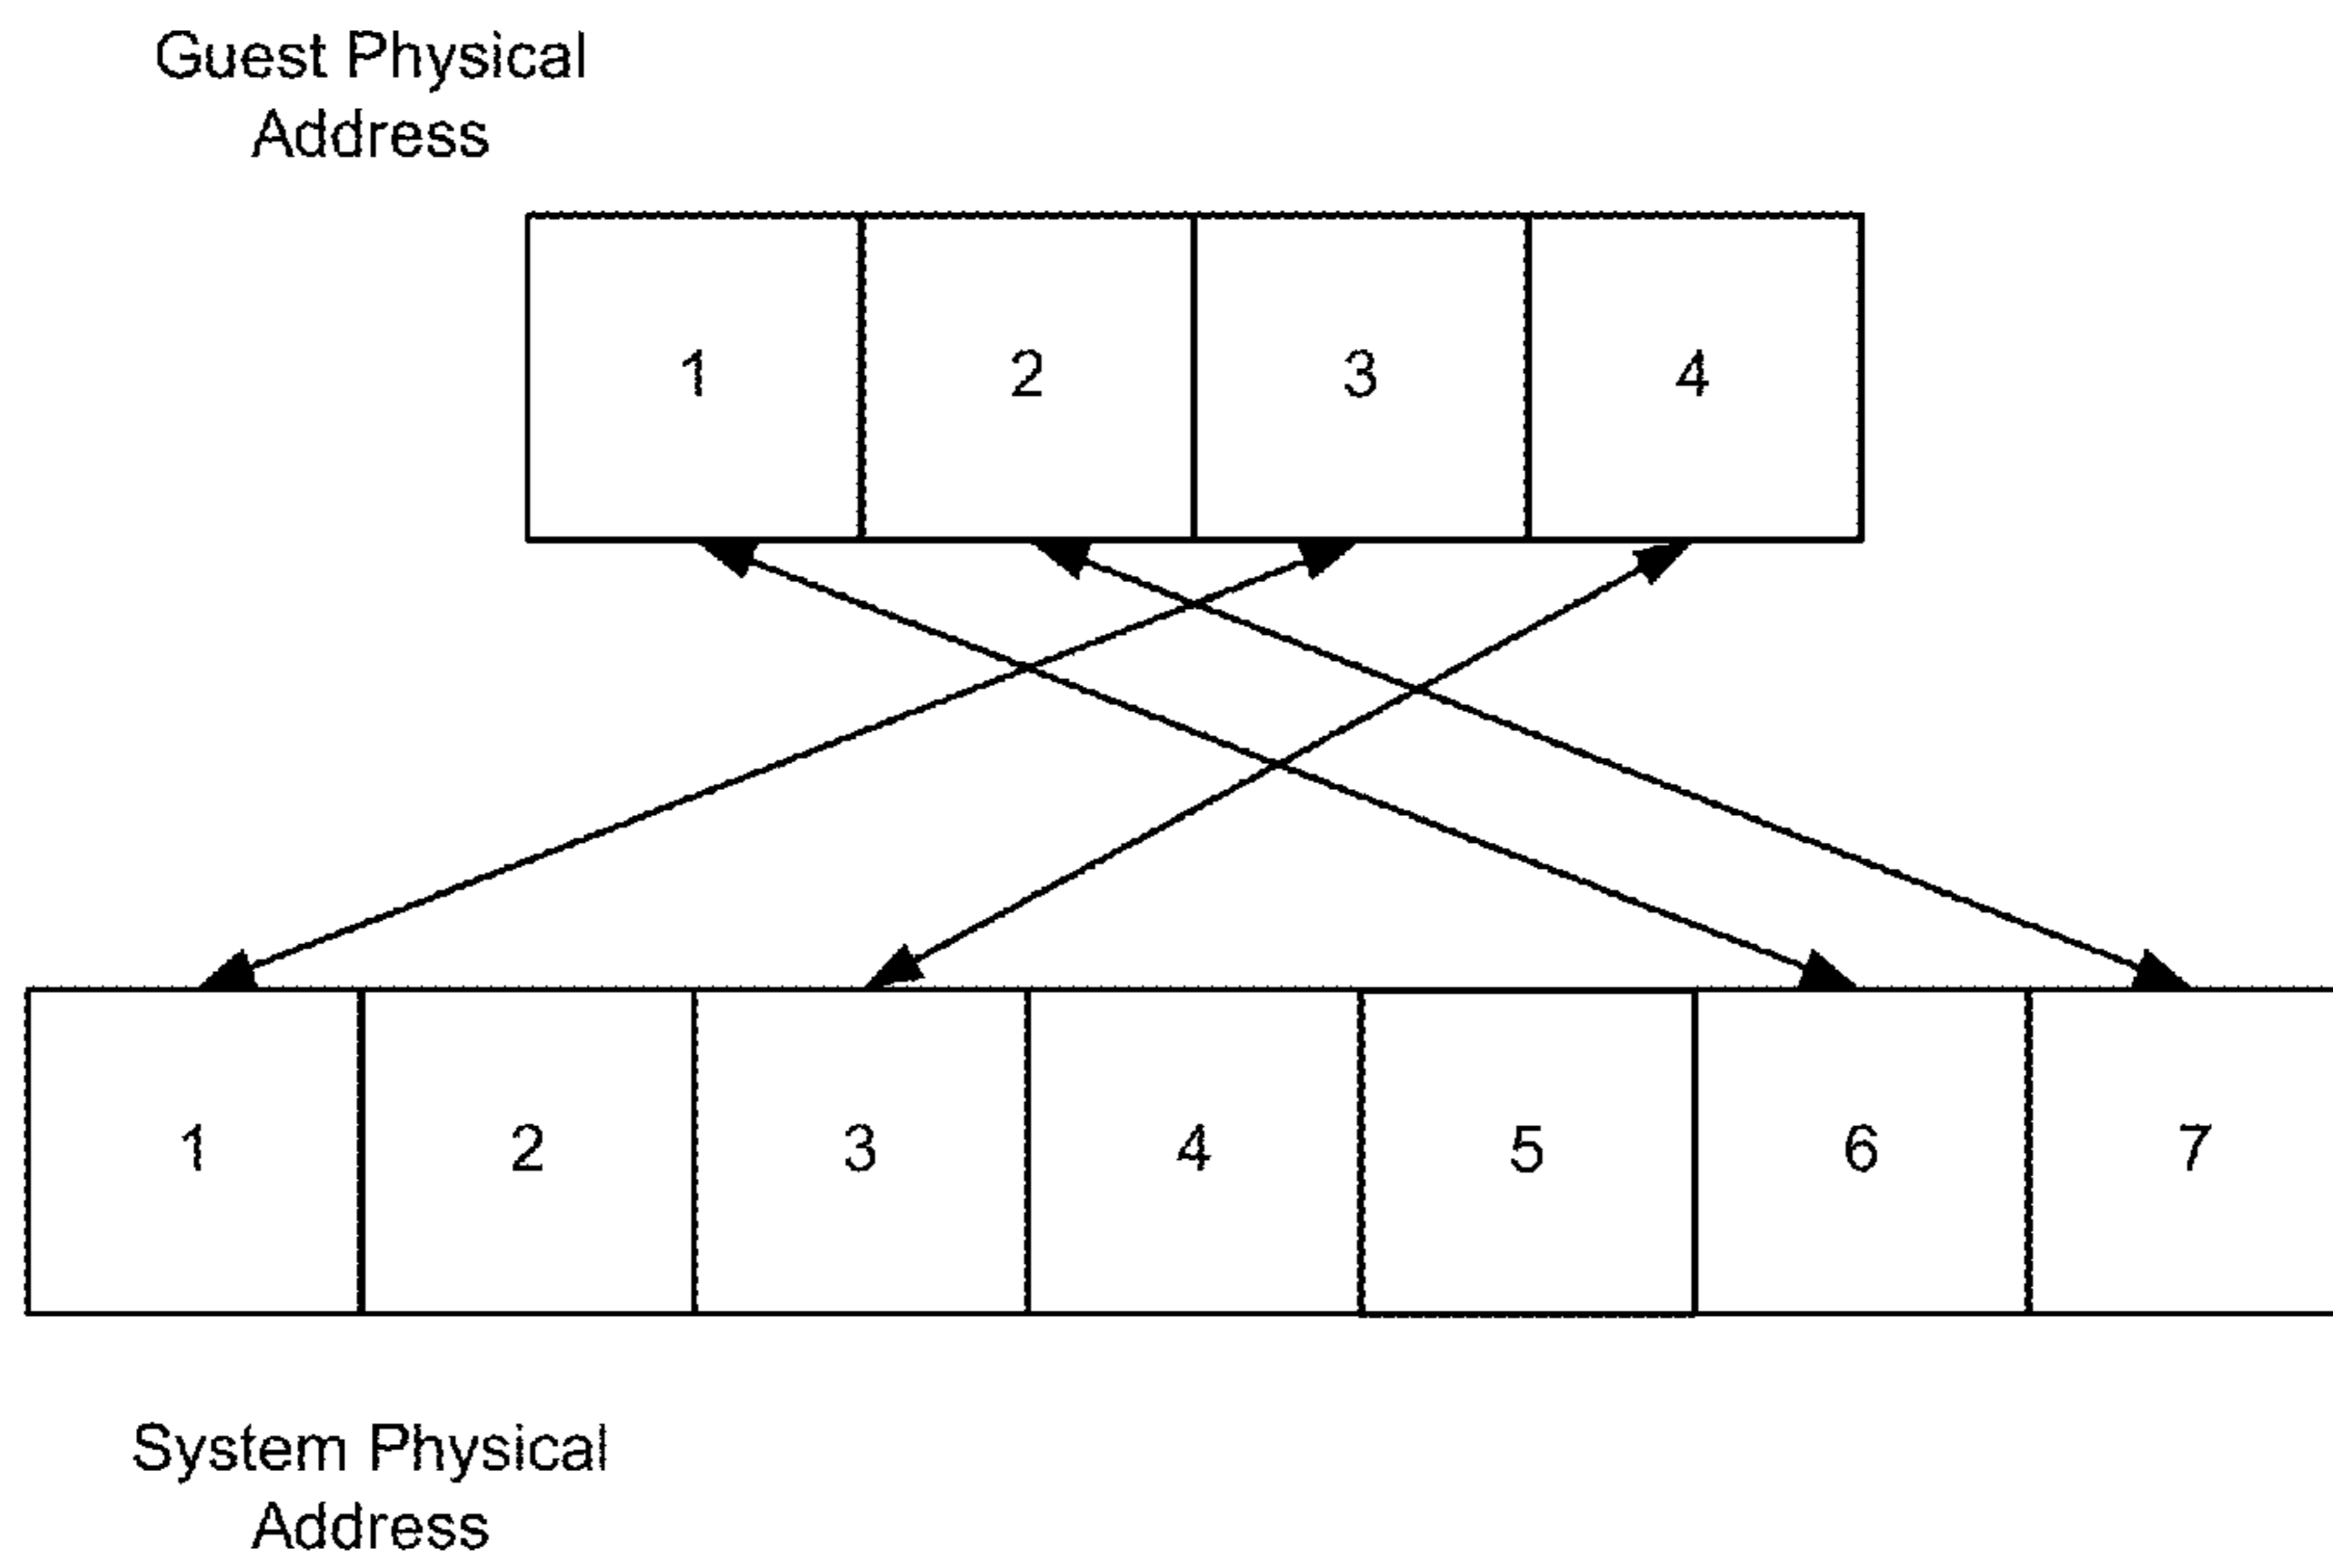 Guest Physical
Address
1 2 3 4
1 2 3 4 5 6 7
System Physical
Address